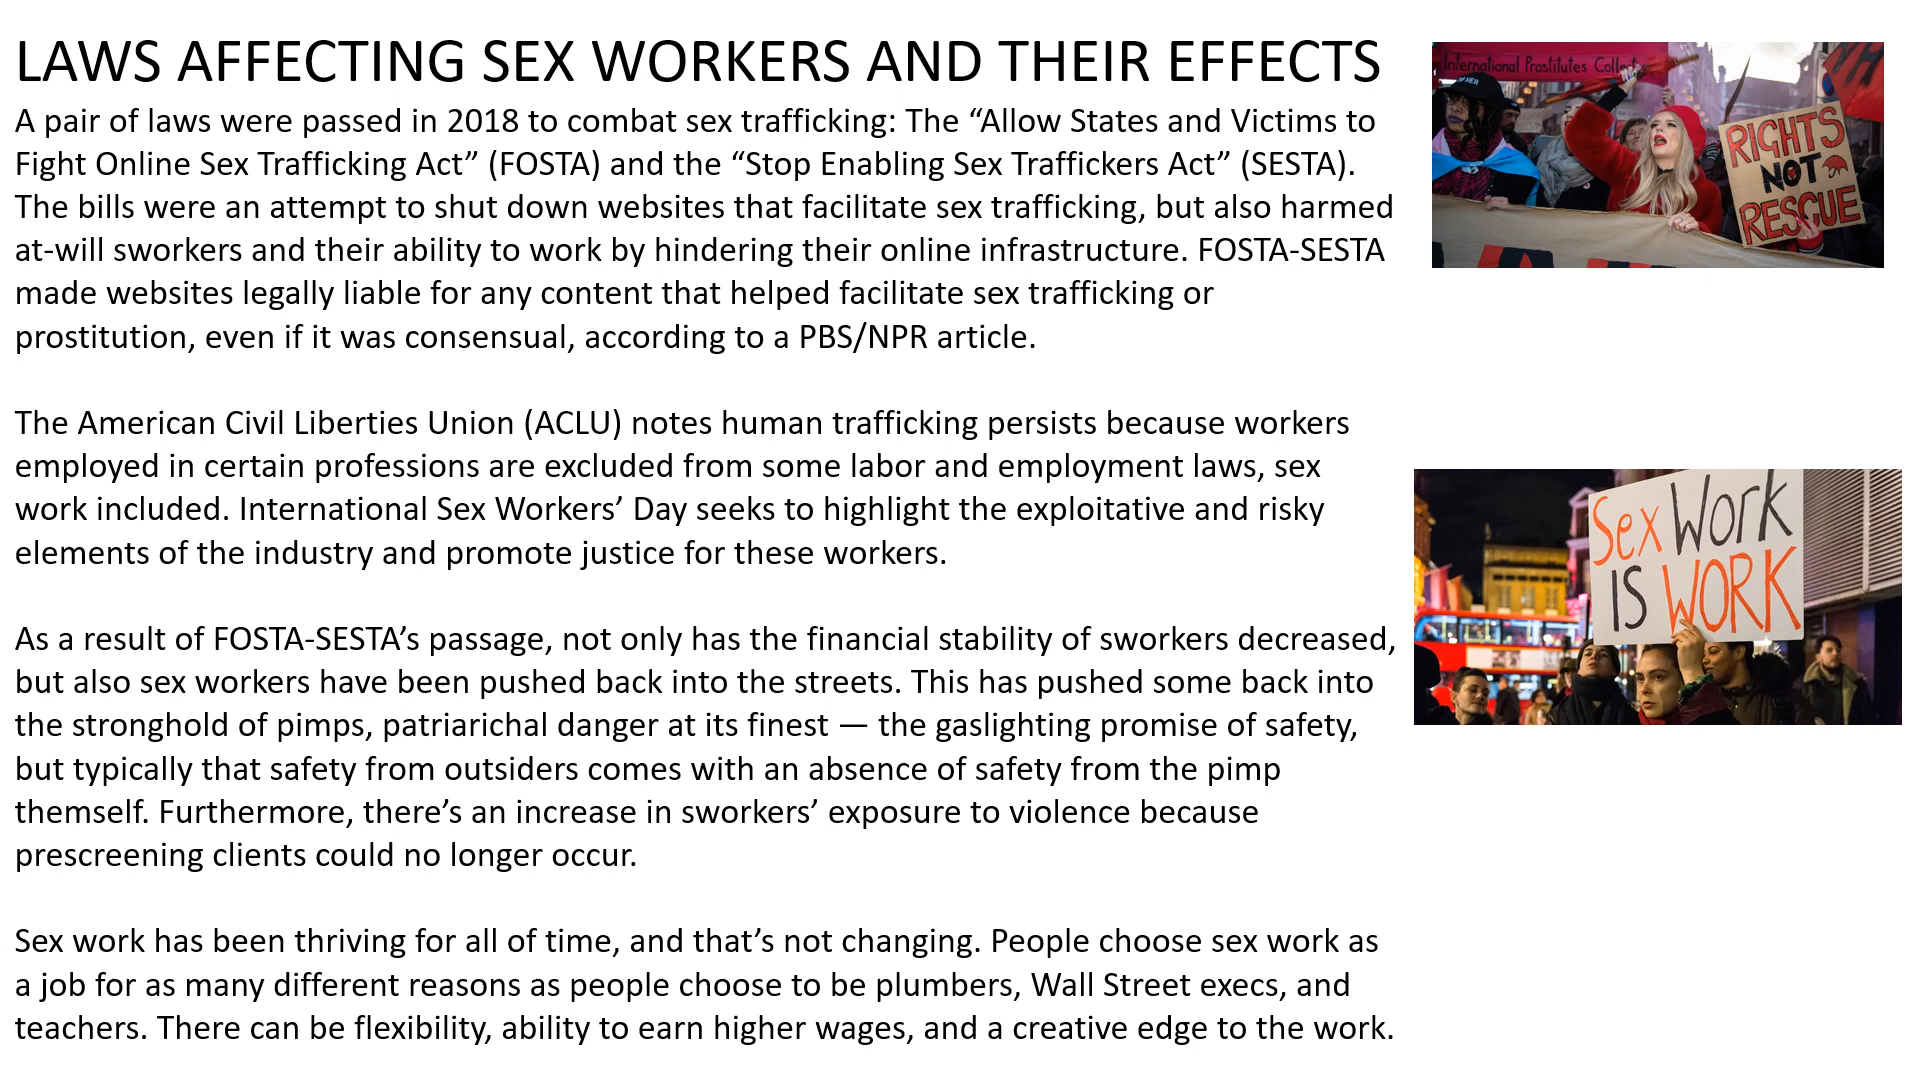 LAWS AFFECTING SEX WORKERS AND THEIR EFFECTS
A pair of laws were passed in 2018 to combat sex trafficking: The “Allow States and Victims to
Fight Online Sex Trafficking Act” (FOSTA) and the “Stop Enabling Sex Traffickers Act” (SESTA).
The bills were an attempt to shut down websites that facilitate sex trafficking, but also harmed
at-will sworkers and their ability to work by hindering their online infrastructure. FOSTA-SESTA
made websites legally liable for any content that helped facilitate sex trafficking or
prostitution, even if it was consensual, according to a PBS/NPR article.
The American Civil Liberties Union (ACLU) notes human trafficking persists because workers
employed in certain professions are excluded from some labor and employment laws, sex
work included. International Sex Workers’ Day seeks to highlight the exploitative and risky
elements of the industry and promote justice for these workers.
As a result of FOSTA-SESTA’s passage, not only has the financial stability of sworkers decreased,
but also sex workers have been pushed back into the streets. This has pushed some back into
the stronghold of pimps, patriarichal danger at its finest — the gaslighting promise of safety,
but typically that safety from outsiders comes with an absence of safety from the pimp
themself. Furthermore, there’s an increase in sworkers’ exposure to violence because
prescreening clients could no longer occur.
Sex work has been thriving for all of time, and that’s not changing. People choose sex work as
a job for as many different reasons as people choose to be plumbers, Wall Street execs, and
teachers. There can be flexibility, ability to earn higher wages, and a creative edge to the work.
International Prostitutes
RIGHTS
NOT
RESCUE
Sex Work
IS WORK